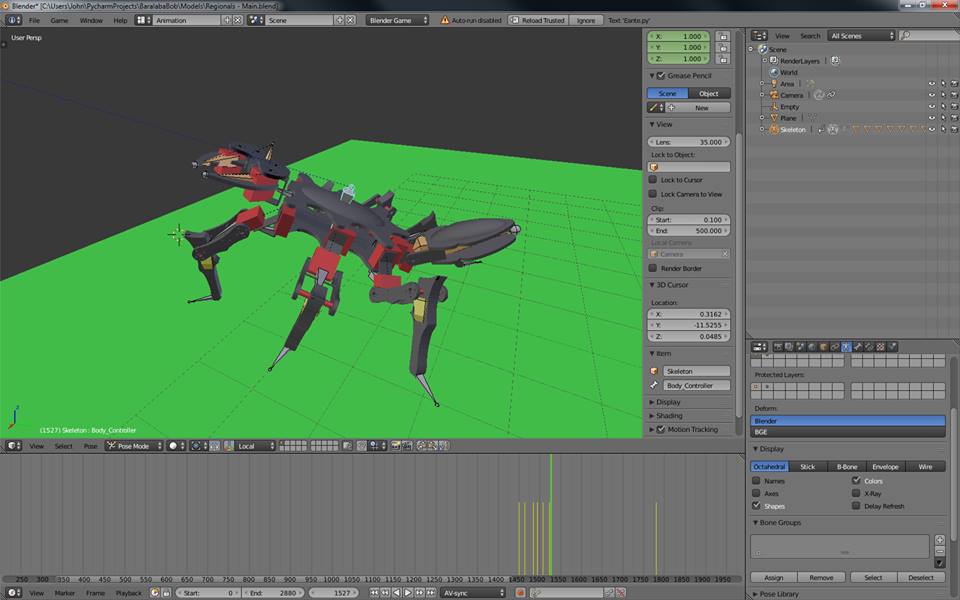 Blender* [C:\Users\John\PycharmProjects\BaralabaBob\Models\Regionals - Main.blend]
File Game Window Help Animation Scene Blender Game Auto-run disabled Reload Trusted Ignore Text 'Eante.py'
User Persp
(1527) Skeleton : Body_Controller
View Select Pose Pose Mode Local
X: 1.000
Y: 1.000
Z: 1.000
Grease Pencil
Scene Object
New
View
Lens: 35.000
Lock to Object:
Lock to Cursor
Lock Camera to View
Clip:
Start: 0.100
End: 500.000
Local Camera:
Camera
Render Border
3D Cursor
Location:
X: 0.3162
Y: -11.5255
Z: 0.0485
Item
Skeleton
Body_Controller
Display
Shading
Motion Tracking
View Search All Scenes
Scene
RenderLayers
World
Area
Camera
Empty
Plane
Skeleton
Protected Layers:
Deform:
Blender
BGE
Display
Octahedral Stick B-Bone Envelope Wire
Names Colors
Axes X-Ray
Shapes Delay Refresh
Bone Groups
Assign Remove Select Deselect
Pose Library
250 300 350 400 450 500 550 600 650 700 750 800 850 900 950 1000 1050 1100 1150 1200 1250 1300 1350 1400 1450 1500 1550 1600 1650 1700 1750 1800 1850 1900 1950
View Marker Frame Playback Start: 0 End: 2880 1527 AV-sync